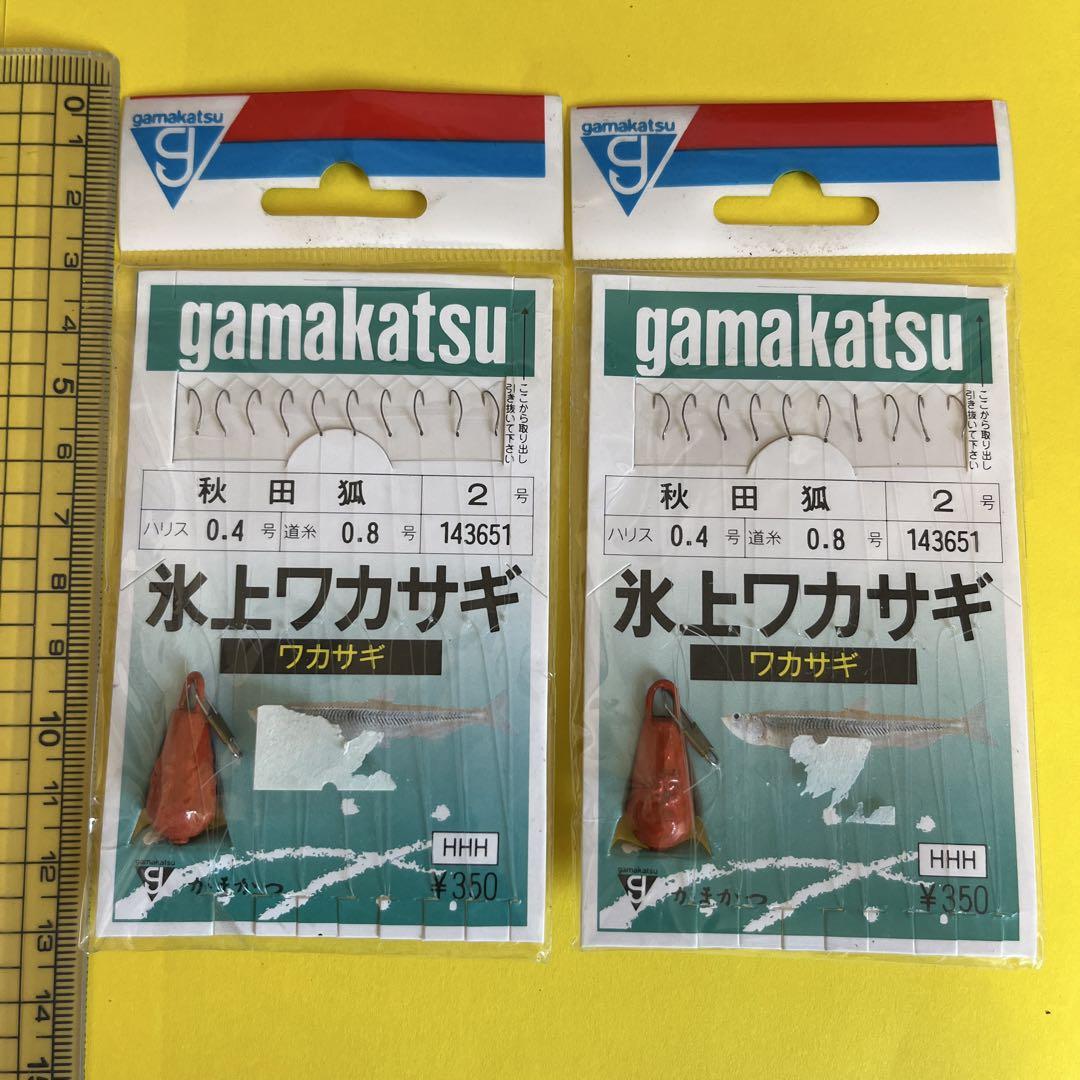 0
1
2
3
4
5
6
7
8
9
10
11
12
13
14
gamakatsu
g
gamakatsu
ここから取り出し
引き抜いて下さい
秋田狐 2号
ハリス 0.4号 道糸 0.8号 143651
氷上ワカサギ
ワカサギ
HHH
gamakatsu
g
がまかつ
¥350
gamakatsu
g
gamakatsu
ここから取り出し
引き抜いて下さい
秋田狐 2号
ハリス 0.4号 道糸 0.8号 143651
氷上ワカサギ
ワカサギ
HHH
gamakatsu
g
がまかつ
¥350